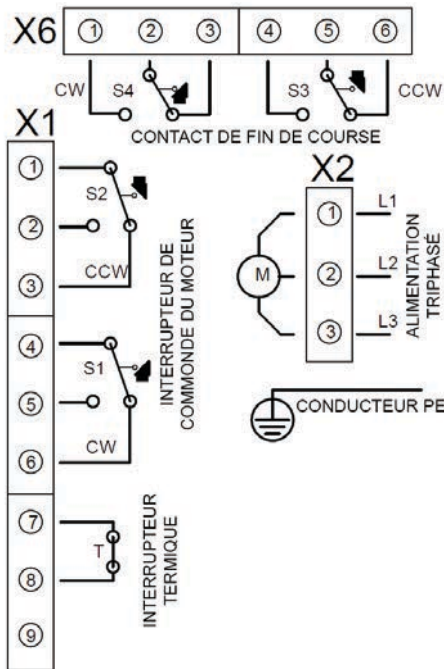 X6
1 2 3 4 5 6
CW S4 S3 CCW
CONTACT DE FIN DE COURSE
X1
1
S2
2
CCW
3
4
S1
5
CW
6
7
T
8
9
INTERRUPTEUR DE
COMMONDE DU MOTEUR
INTERRUPTEUR
TERMIQUE
X2
1 L1
M 2 L2
3 L3
ALIMENTATION
TRIPHASÉ
CONDUCTEUR PE